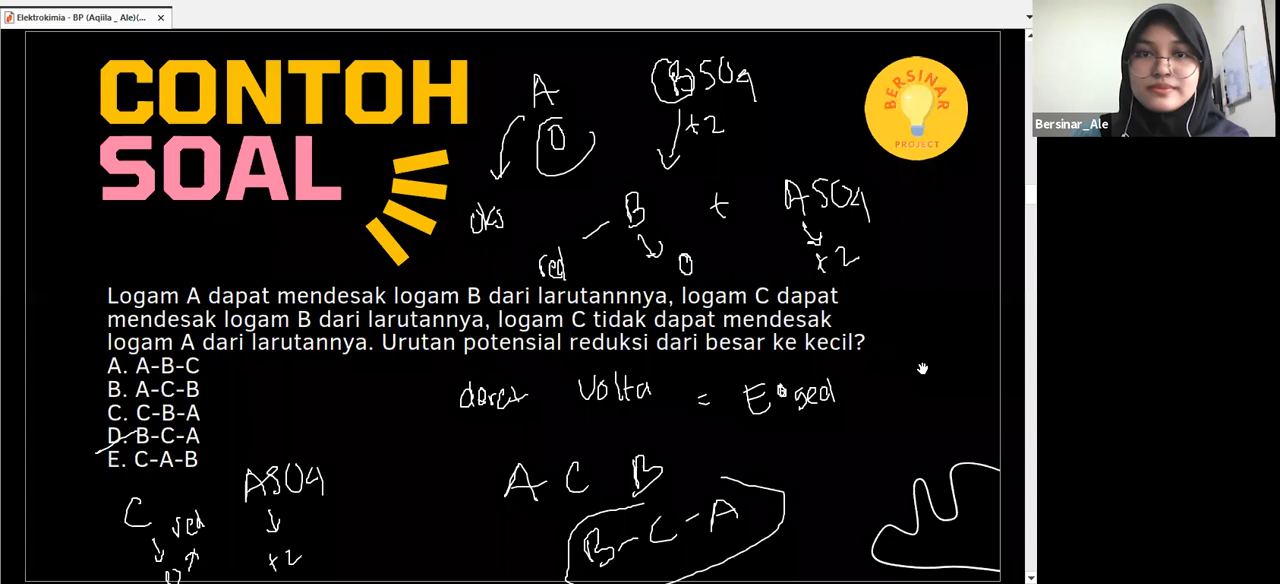 Elektrokimia - BP (Aqiila _ Ale)(...
CONTOH
SOAL
A BSO4
0 +2
BERSINAR
PROJECT
Bersinar_Ale
oks B + ASO4
red 0 +2
Logam A dapat mendesak logam B dari larutannnya, logam C dapat
mendesak logam B dari larutannya, logam C tidak dapat mendesak
logam A dari larutannya. Urutan potensial reduksi dari besar ke kecil?
A. A-B-C
B. A-C-B
C. C-B-A
D. B-C-A
E. C-A-B
Volta = E°red
A C B
B-C-A
C ASO4
red
+2